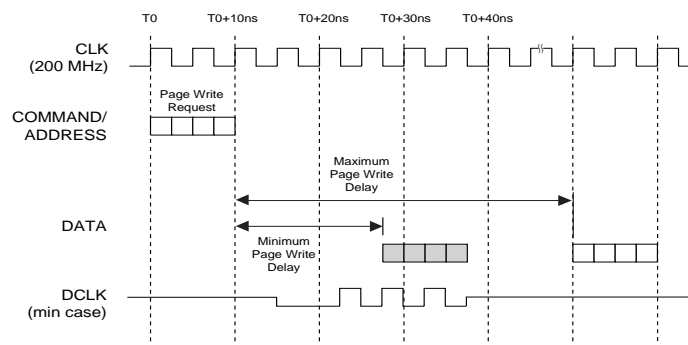 T0 T0+10ns T0+20ns T0+30ns T0+40ns
CLK
(200 MHz)
Page Write
Request
COMMAND/
ADDRESS
Maximum
Page Write
Delay
DATA
Minimum
Page Write
Delay
DCLK
(min case)